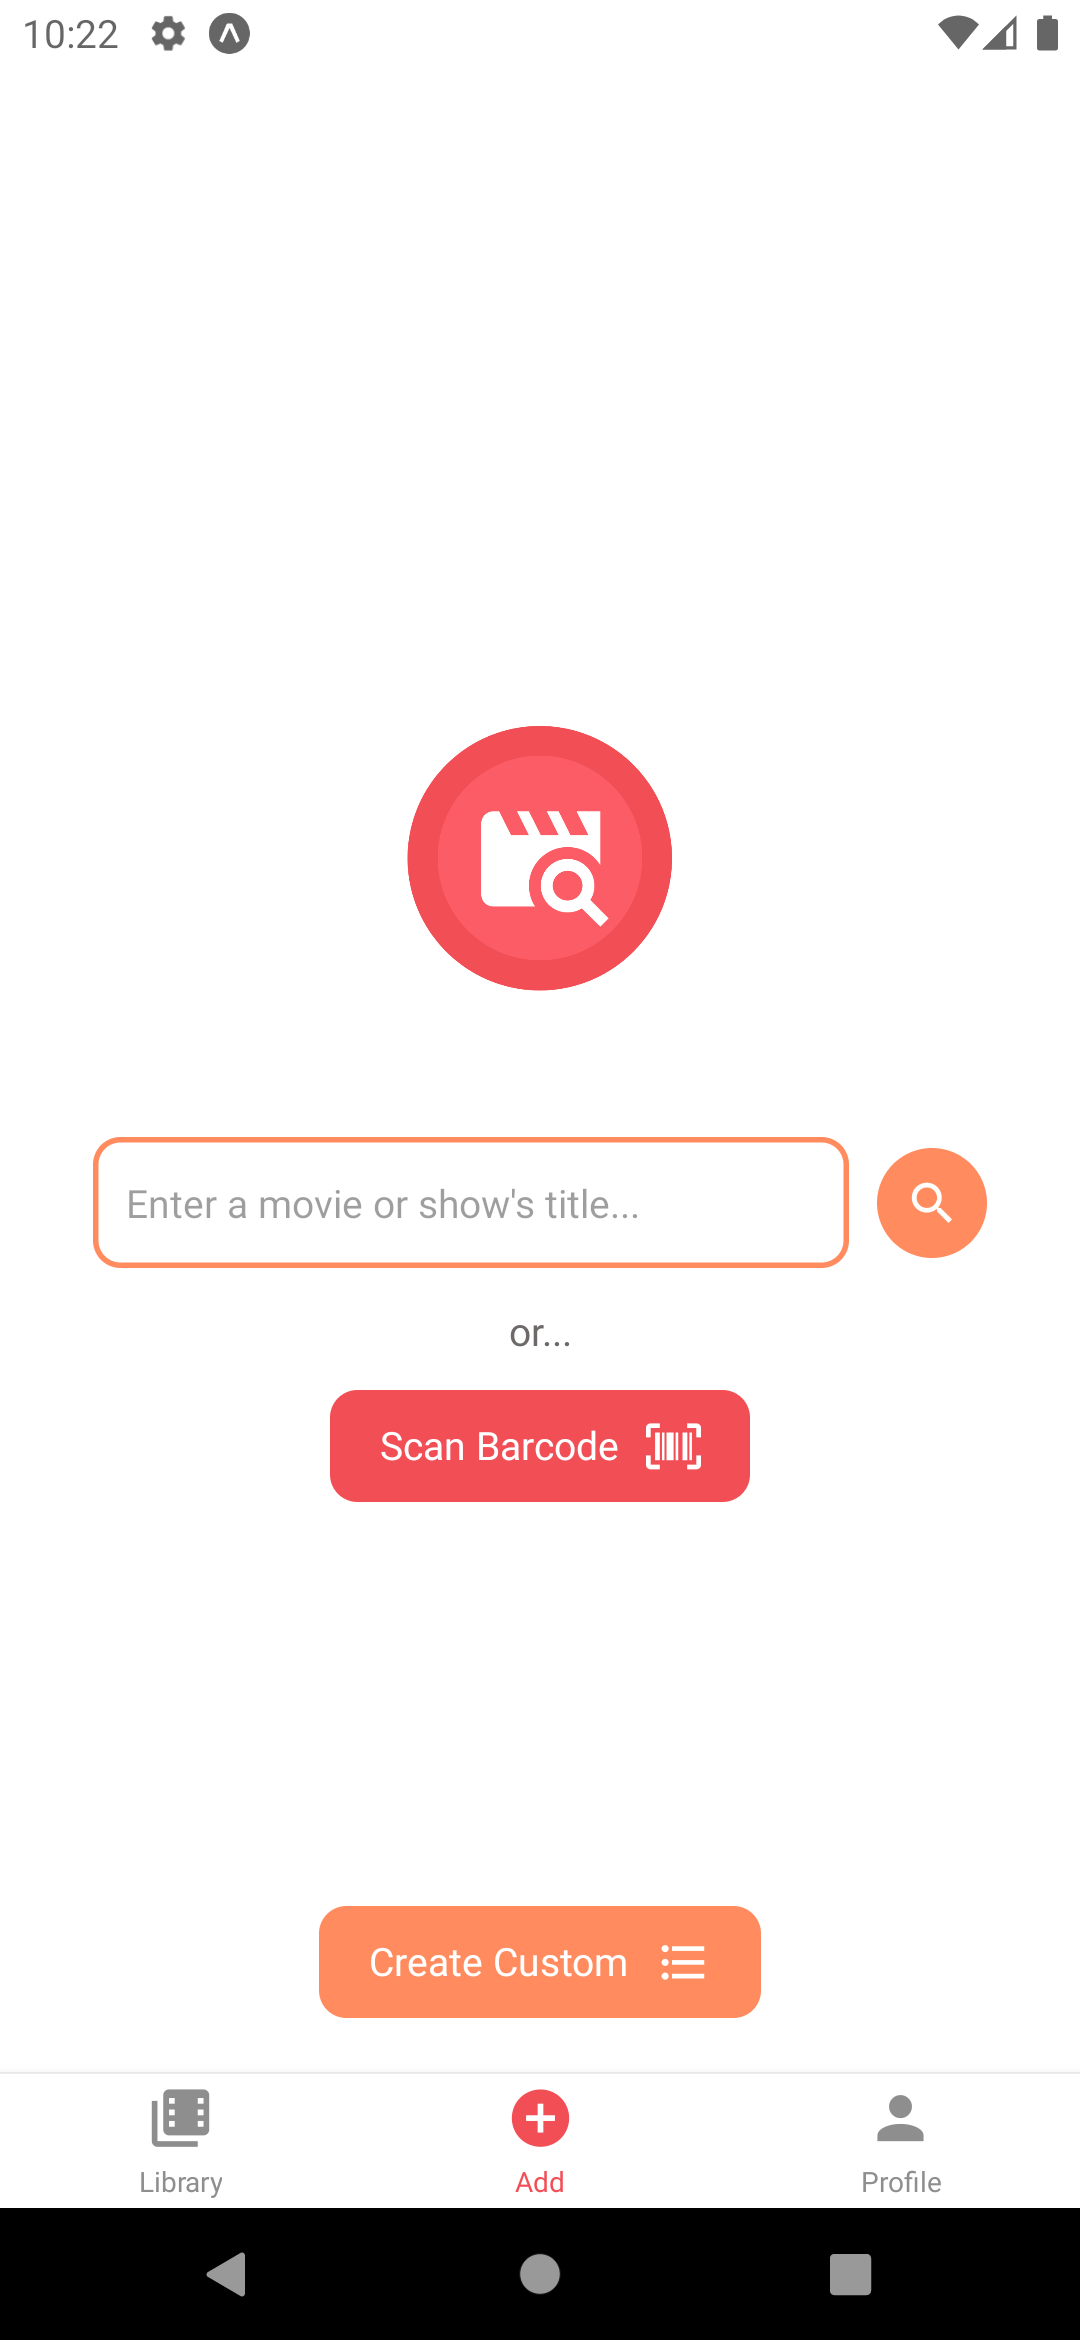 10:22
Enter a movie or show's title...
or...
Scan Barcode
Create Custom
Library
Add
Profile